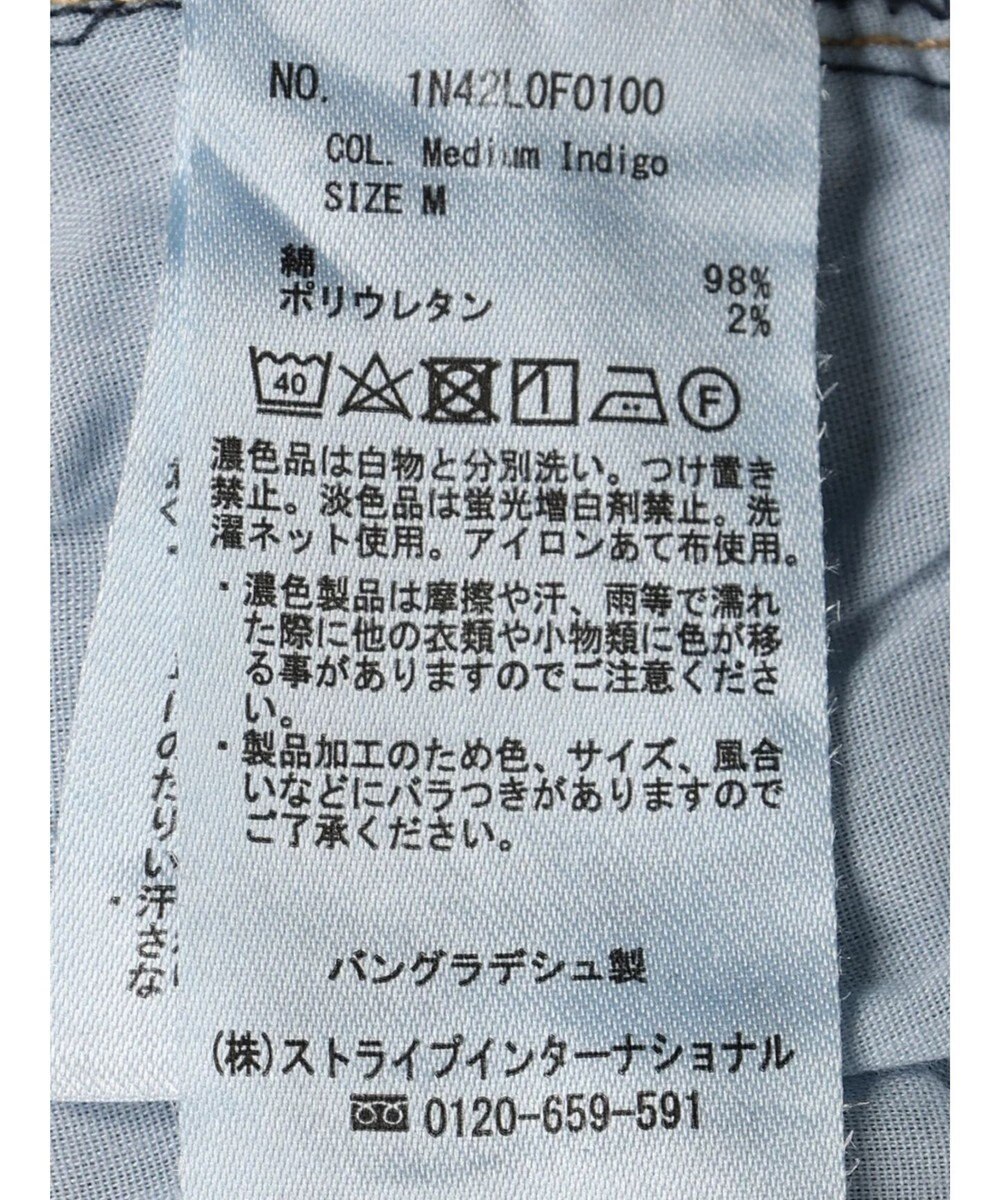 NO. 1N42L0F0100
COL. Medium Indigo
SIZE M
綿 98%
ポリウレタン 2%
40
F
濃色品は白物と分別洗い。つけ置き
禁止。淡色品は蛍光増白剤禁止。洗
濯ネット使用。アイロンあて布使用。
・濃色製品は摩擦や汗、雨等で濡れ
た際に他の衣類や小物類に色が移
る事がありますのでご注意くださ
い。
・製品加工のため色、サイズ、風合
いなどにバラつきがありますので
ご了承ください。
バングラデシュ製
(株)ストライプインターナショナル
0120-659-591